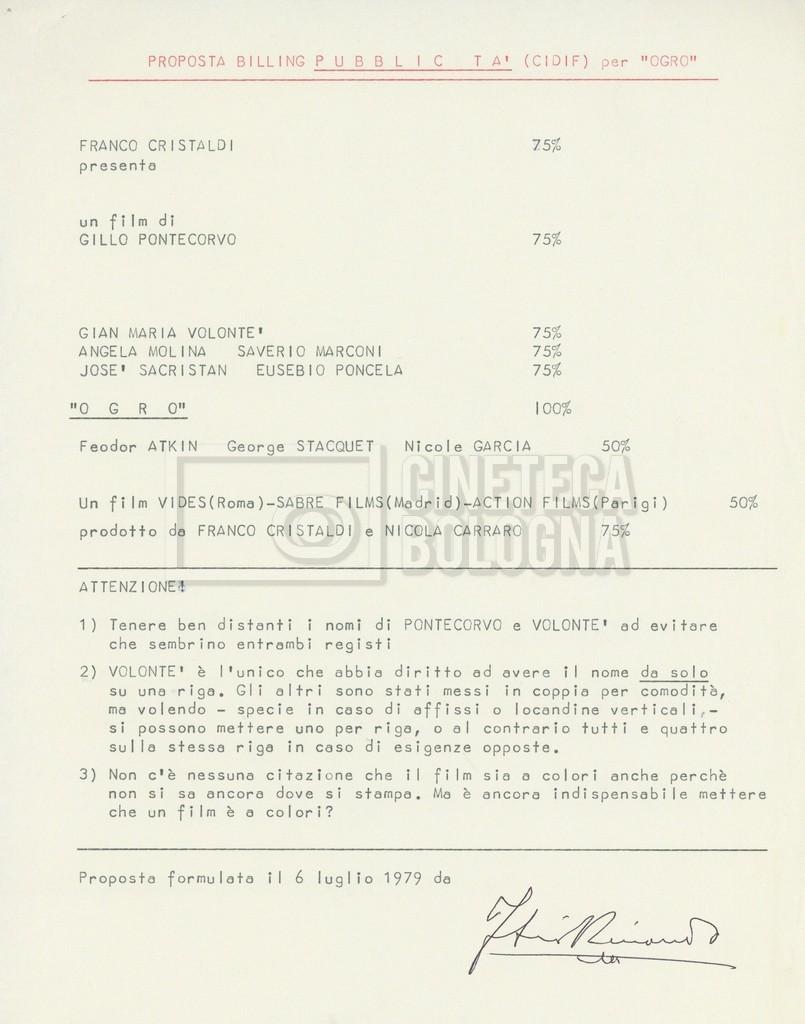 PROPOSTA BILLING P U B B L I C   T A' (CIDIF) per "OGRO"
FRANCO CRISTALDI 75%
presenta
un film di
GILLO PONTECORVO 75%
GIAN MARIA VOLONTE' 75%
ANGELA MOLINA SAVERIO MARCONI 75%
JOSE' SACRISTAN EUSEBIO PONCELA 75%
"O G R O" 100%
Feodor ATKIN George STACQUET Nicole GARCIA 50%
Un film VIDES(Roma)-SABRE FILMS(Madrid)-ACTION FILMS(Parigi) 50%
prodotto da FRANCO CRISTALDI e NICOLA CARRARO 75%
CINETECA
BOLOGNA
ATTENZIONE!
1) Tenere ben distanti i nomi di PONTECORVO e VOLONTE' ad evitare
che sembrino entrambi registi
2) VOLONTE' è l'unico che abbia diritto ad avere il nome da solo
su una riga. Gli altri sono stati messi in coppia per comodità,
ma volendo - specie in caso di affissi o locandine verticali,-
si possono mettere uno per riga, o al contrario tutti e quattro
sulla stessa riga in caso di esigenze opposte.
3) Non c'è nessuna citazione che il film sia a colori anche perchè
non si sa ancora dove si stampa. Ma è ancora indispensabile mettere
che un film è a colori?
Proposta formulata il 6 luglio 1979 da